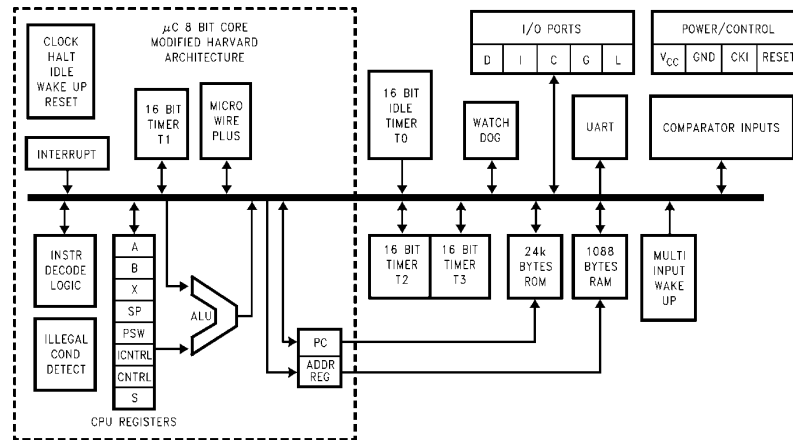 μC 8 BIT CORE
MODIFIED HARVARD
ARCHITECTURE
CLOCK
HALT
IDLE
WAKE UP
RESET
INTERRUPT
16 BIT
TIMER
T1
MICRO
WIRE
PLUS
16 BIT
IDLE
TIMER
T0
WATCH
DOG
I/O PORTS
D I C G L
UART
POWER/CONTROL
VCC GND CKI RESET
COMPARATOR INPUTS
INSTR
DECODE
LOGIC
ILLEGAL
COND
DETECT
A
B
X
SP
PSW
ICNTRL
CNTRL
S
CPU REGISTERS
ALU
PC
ADDR
REG
16 BIT
TIMER
T2
16 BIT
TIMER
T3
24k
BYTES
ROM
1088
BYTES
RAM
MULTI
INPUT
WAKE
UP